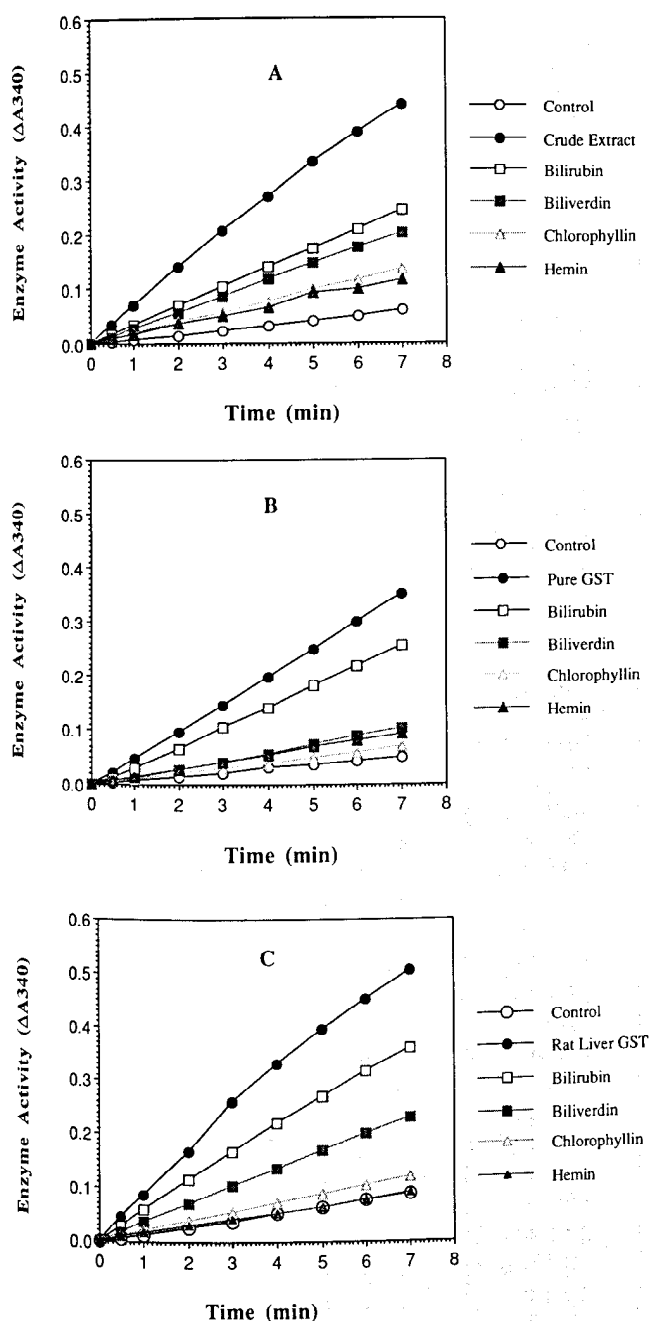 A
Enzyme Activity (ΔA340)
0.6
0.5
0.4
0.3
0.2
0.1
0.0
0 1 2 3 4 5 6 7 8
Time (min)
Control
Crude Extract
Bilirubin
Biliverdin
Chlorophyllin
Hemin
B
Enzyme Activity (ΔA340)
0.6
0.5
0.4
0.3
0.2
0.1
0.0
0 1 2 3 4 5 6 7 8
Time (min)
Control
Pure GST
Bilirubin
Biliverdin
Chlorophyllin
Hemin
C
Enzyme Activity (ΔA340)
0.6
0.5
0.4
0.3
0.2
0.1
0.0
0 1 2 3 4 5 6 7 8
Time (min)
Control
Rat Liver GST
Bilirubin
Biliverdin
Chlorophyllin
Hemin